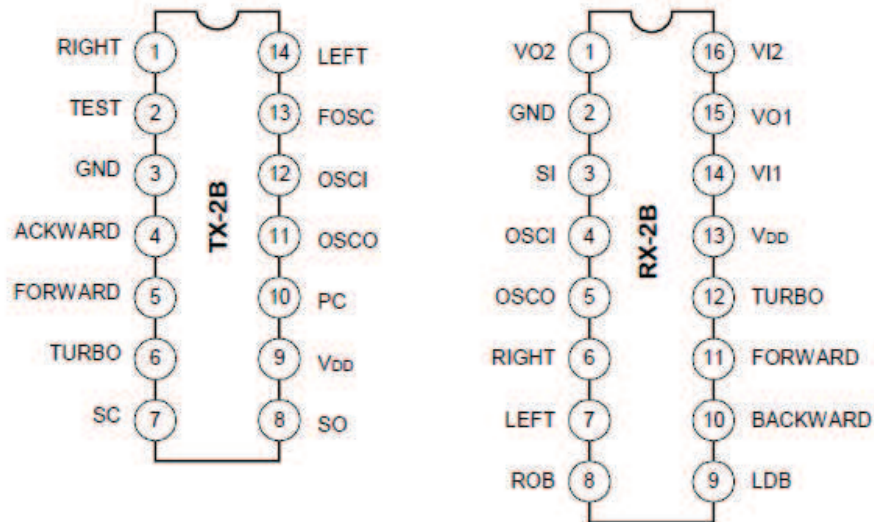 RIGHT 1 14 LEFT
TEST 2 13 FOSC
GND 3 12 OSCI
ACKWARD 4 11 OSCO
FORWARD 5 10 PC
TURBO 6 9 VDD
SC 7 8 SO
TX-2B
VO2 1 16 VI2
GND 2 15 VO1
SI 3 14 VI1
OSCI 4 13 VDD
OSCO 5 12 TURBO
RIGHT 6 11 FORWARD
LEFT 7 10 BACKWARD
ROB 8 9 LDB
RX-2B